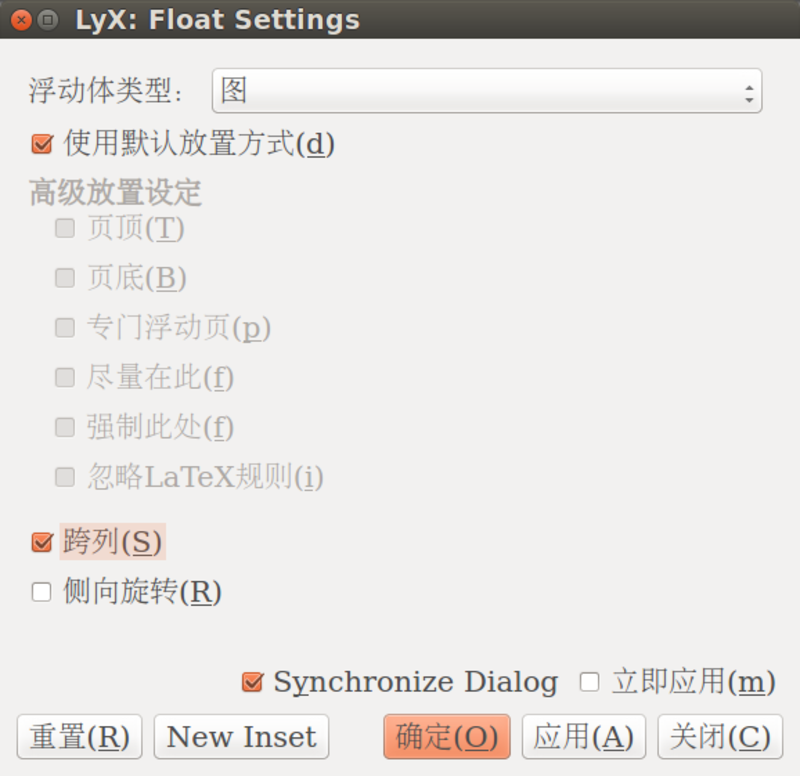 LyX: Float Settings
浮动体类型: 图
使用默认放置方式(d)
高级放置设定
页顶(T)
页底(B)
专门浮动页(p)
尽量在此(f)
强制此处(f)
忽略LaTeX规则(i)
跨列(S)
侧向旋转(R)
Synchronize Dialog 立即应用(m)
重置(R) New Inset 确定(O) 应用(A) 关闭(C)